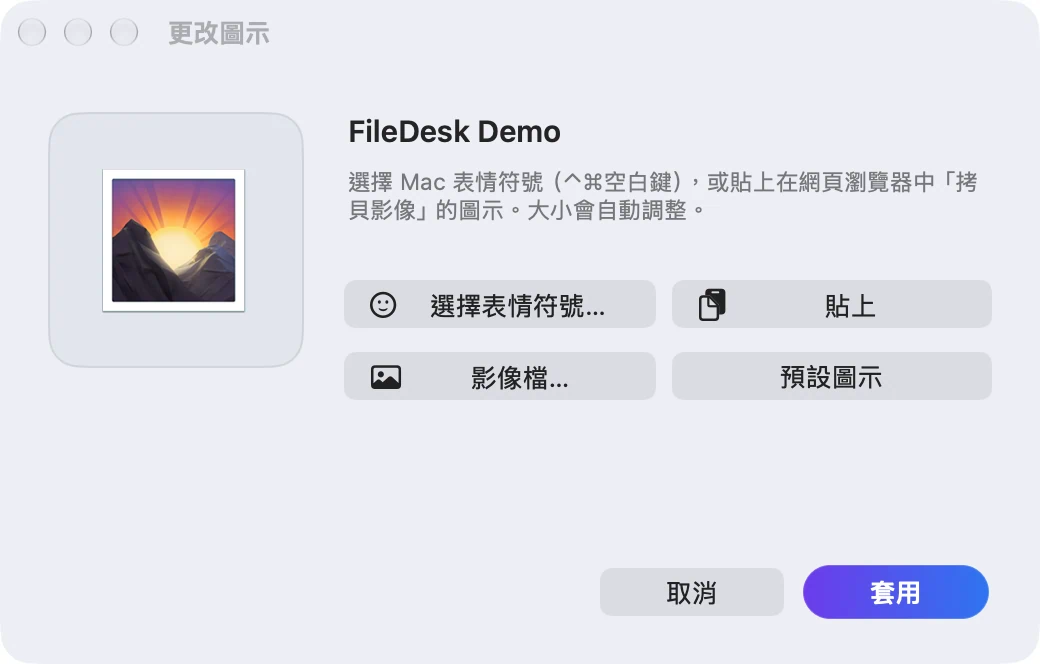 更改圖示
FileDesk Demo
選擇 Mac 表情符號（^⌘空白鍵），或貼上在網頁瀏覽器中「拷
貝影像」的圖示。大小會自動調整。
選擇表情符號...
貼上
影像檔...
預設圖示
取消
套用